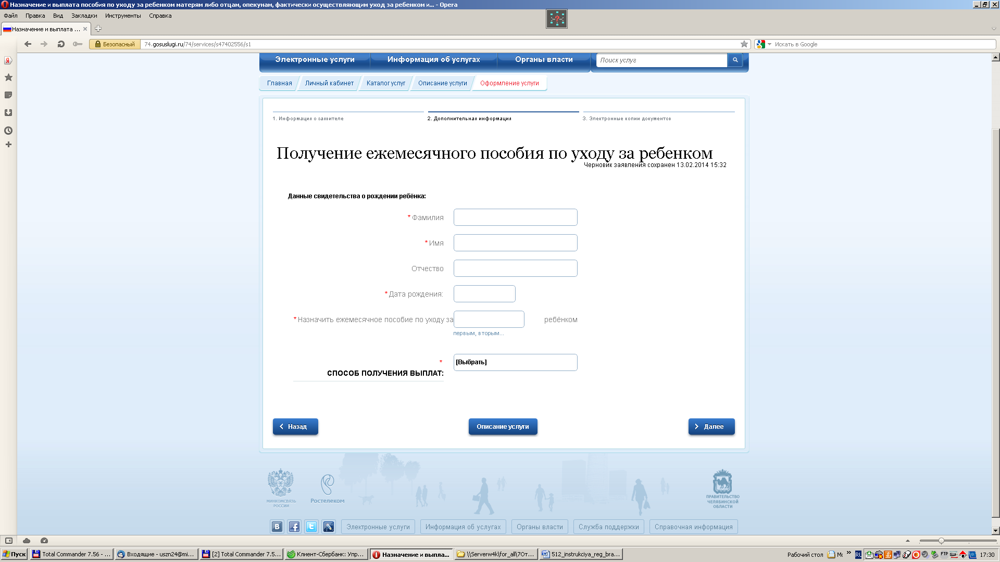 Назначение и выплата пособия по уходу за ребенком матерям либо отцам, опекунам, фактически осуществляющим уход за ребенком и... - Opera
Файл Правка Вид Закладки Инструменты Справка
Назначение и выплата ...
Безопасный 74.gosuslugi.ru/74/services/s47402556/s1 Искать в Google
Электронные услуги Информация об услугах Органы власти Поиск услуг
Главная Личный кабинет Каталог услуг Описание услуги Оформление услуги
1. Информация о заявителе 2. Дополнительная информация 3. Электронные копии документов
Получение ежемесячного пособия по уходу за ребенком
Черновик заявления сохранен 13.02.2014 15:32
Данные свидетельства о рождении ребёнка:
* Фамилия
* Имя
Отчество
* Дата рождения:
* Назначить ежемесячное пособие по уходу за ребёнком
первым, вторым...
* [Выбрать]
СПОСОБ ПОЛУЧЕНИЯ ВЫПЛАТ:
Назад Описание услуги Далее
МИНКОМСВЯЗЬ РОССИИ
Ростелеком
ПРАВИТЕЛЬСТВО ЧЕЛЯБИНСКОЙ ОБЛАСТИ
Электронные услуги Информация об услугах Органы власти Служба поддержки Справочная информация
Пуск Total Commander 7.56 - ... Входящие - uszn24@mi... [2] Total Commander 7.5... Клиент-Сбербанк: Упр... Назначение и выпла... \\Serverw4k\for_all\7От... 512_instrukciya_reg_bra... Рабочий стол » RU FTP 17:30